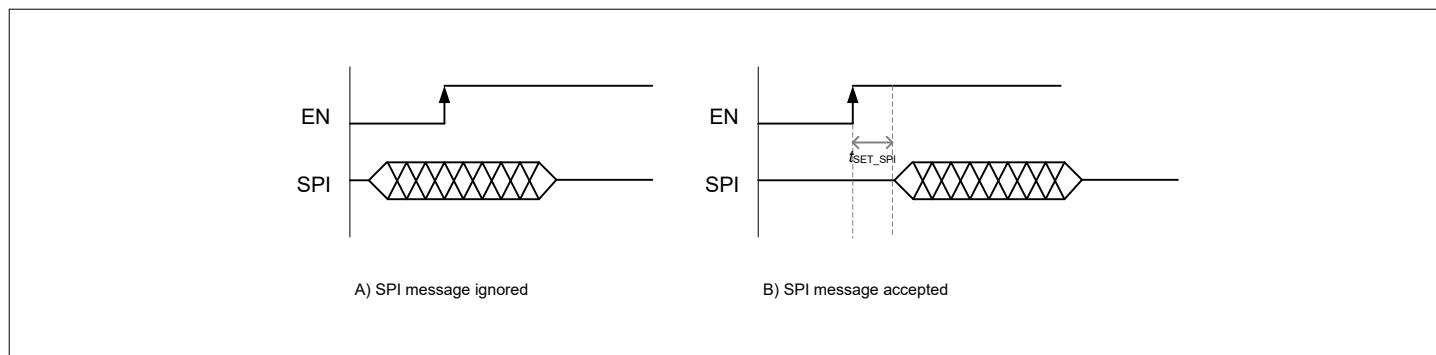 EN
SPI
A) SPI message ignored
EN
tSET_SPI
SPI
B) SPI message accepted